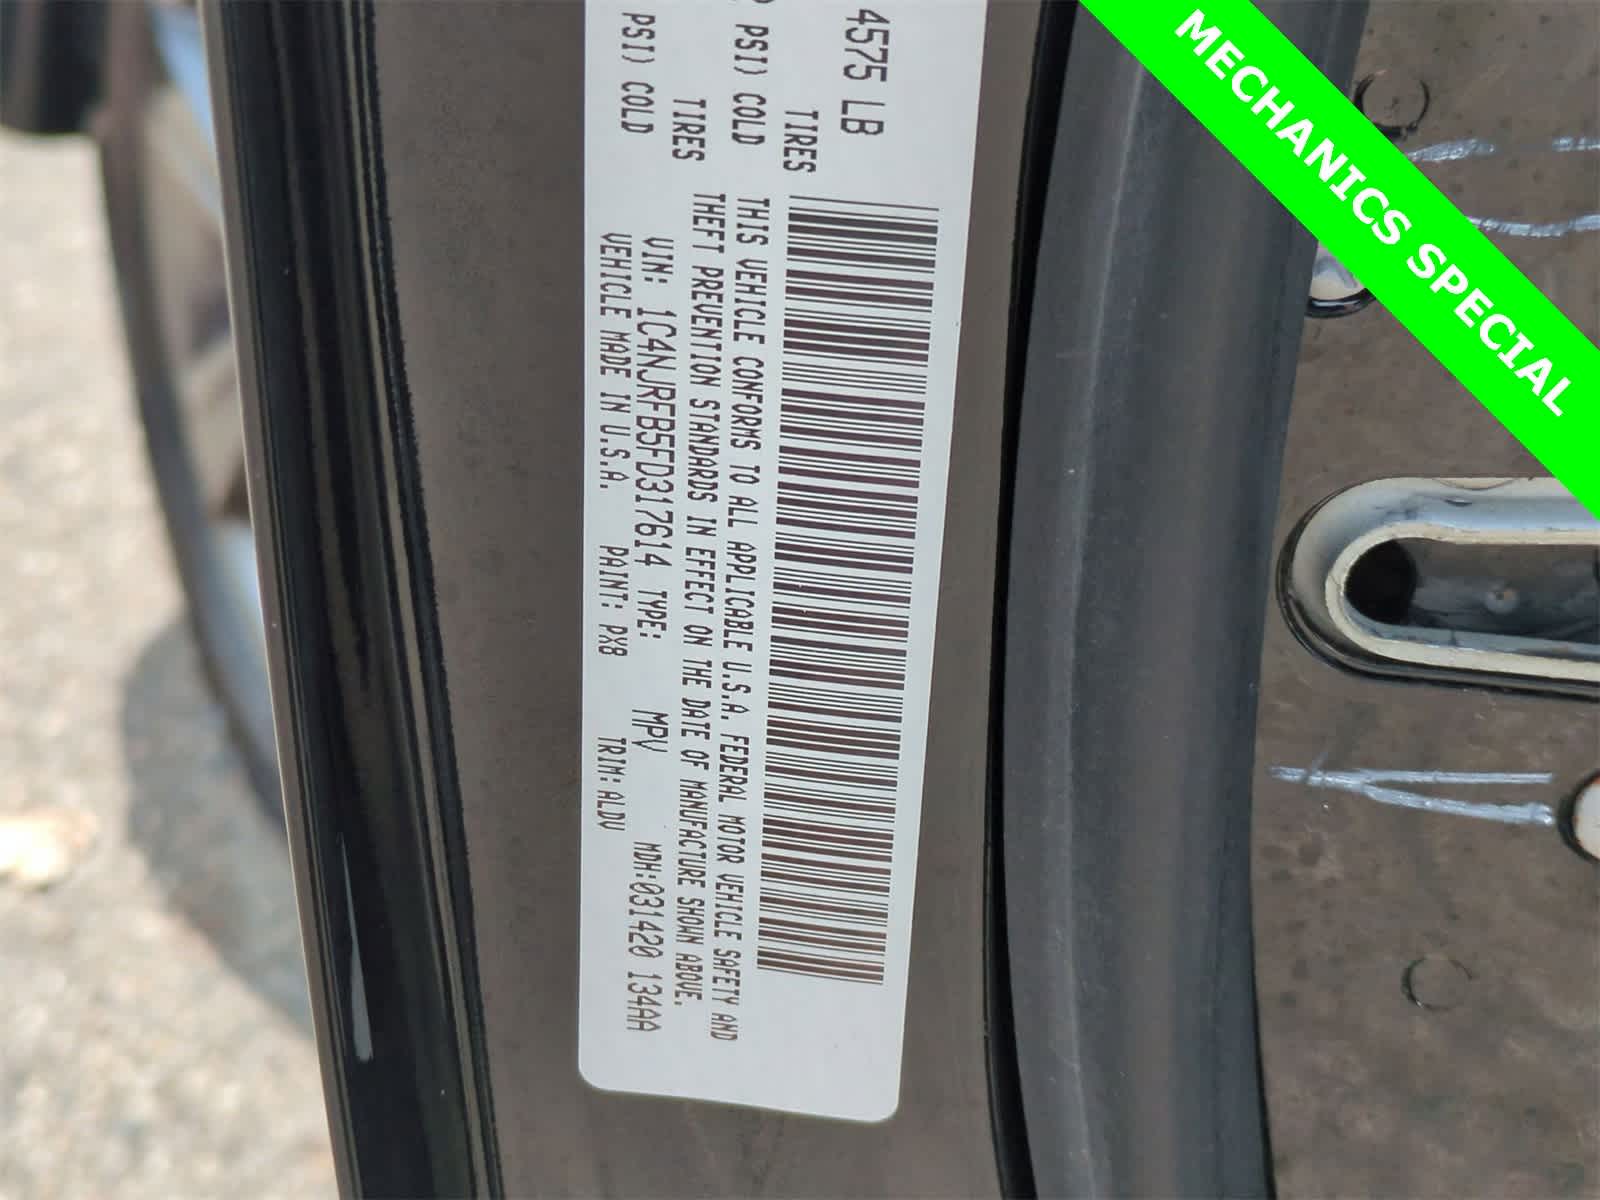 4575 LB
TIRES
PSI) COLD
TIRES
PSI) COLD
THIS VEHICLE CONFORMS TO ALL APPLICABLE U.S.A. FEDERAL MOTOR VEHICLE SAFETY AND
THEFT PREVENTION STANDARDS IN EFFECT ON THE DATE OF MANUFACTURE SHOWN ABOVE.
VIN: 1C4NJRFB5FD317614 TYPE: MPV MDH:031420 134AA
VEHICLE MADE IN U.S.A. PAINT: PX8 TRIM:ALDV
MECHANICS SPECIAL